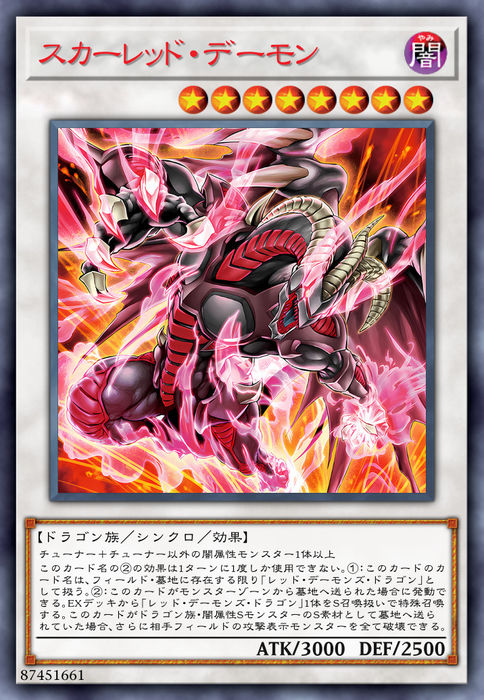 スカーレッド・デーモン
やみ
闇
【ドラゴン族／シンクロ／効果】
チューナー＋チューナー以外の闇属性モンスター1体以上
このカード名の②の効果は1ターンに1度しか使用できない。①：このカードのカ
ード名は、フィールド・墓地に存在する限り「レッド・デーモンズ・ドラゴン」と
して扱う。②：このカードがモンスターゾーンから墓地へ送られた場合に発動で
きる。EXデッキから「レッド・デーモンズ・ドラゴン」1体をS召喚扱いで特殊召喚
する。このカードがドラゴン族・闇属性SモンスターのS素材として墓地へ送ら
れていた場合、さらに相手フィールドの攻撃表示モンスターを全て破壊できる。
ATK/3000 DEF/2500
87451661